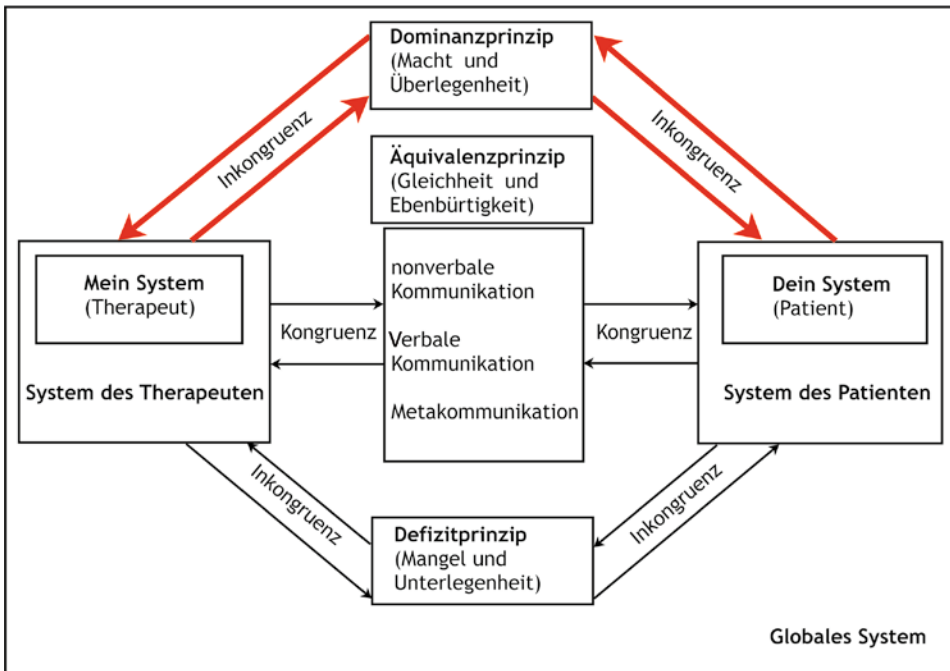 Dominanzprinzip
(Macht und
Überlegenheit)
Inkongruenz
Inkongruenz
Äquivalenzprinzip
(Gleichheit und
Ebenbürtigkeit)
Mein System
(Therapeut)
System des Therapeuten
Kongruenz
nonverbale
Kommunikation
Verbale
Kommunikation
Metakommunikation
Kongruenz
Dein System
(Patient)
System des Patienten
Inkongruenz
Inkongruenz
Defizitprinzip
(Mangel und
Unterlegenheit)
Globales System